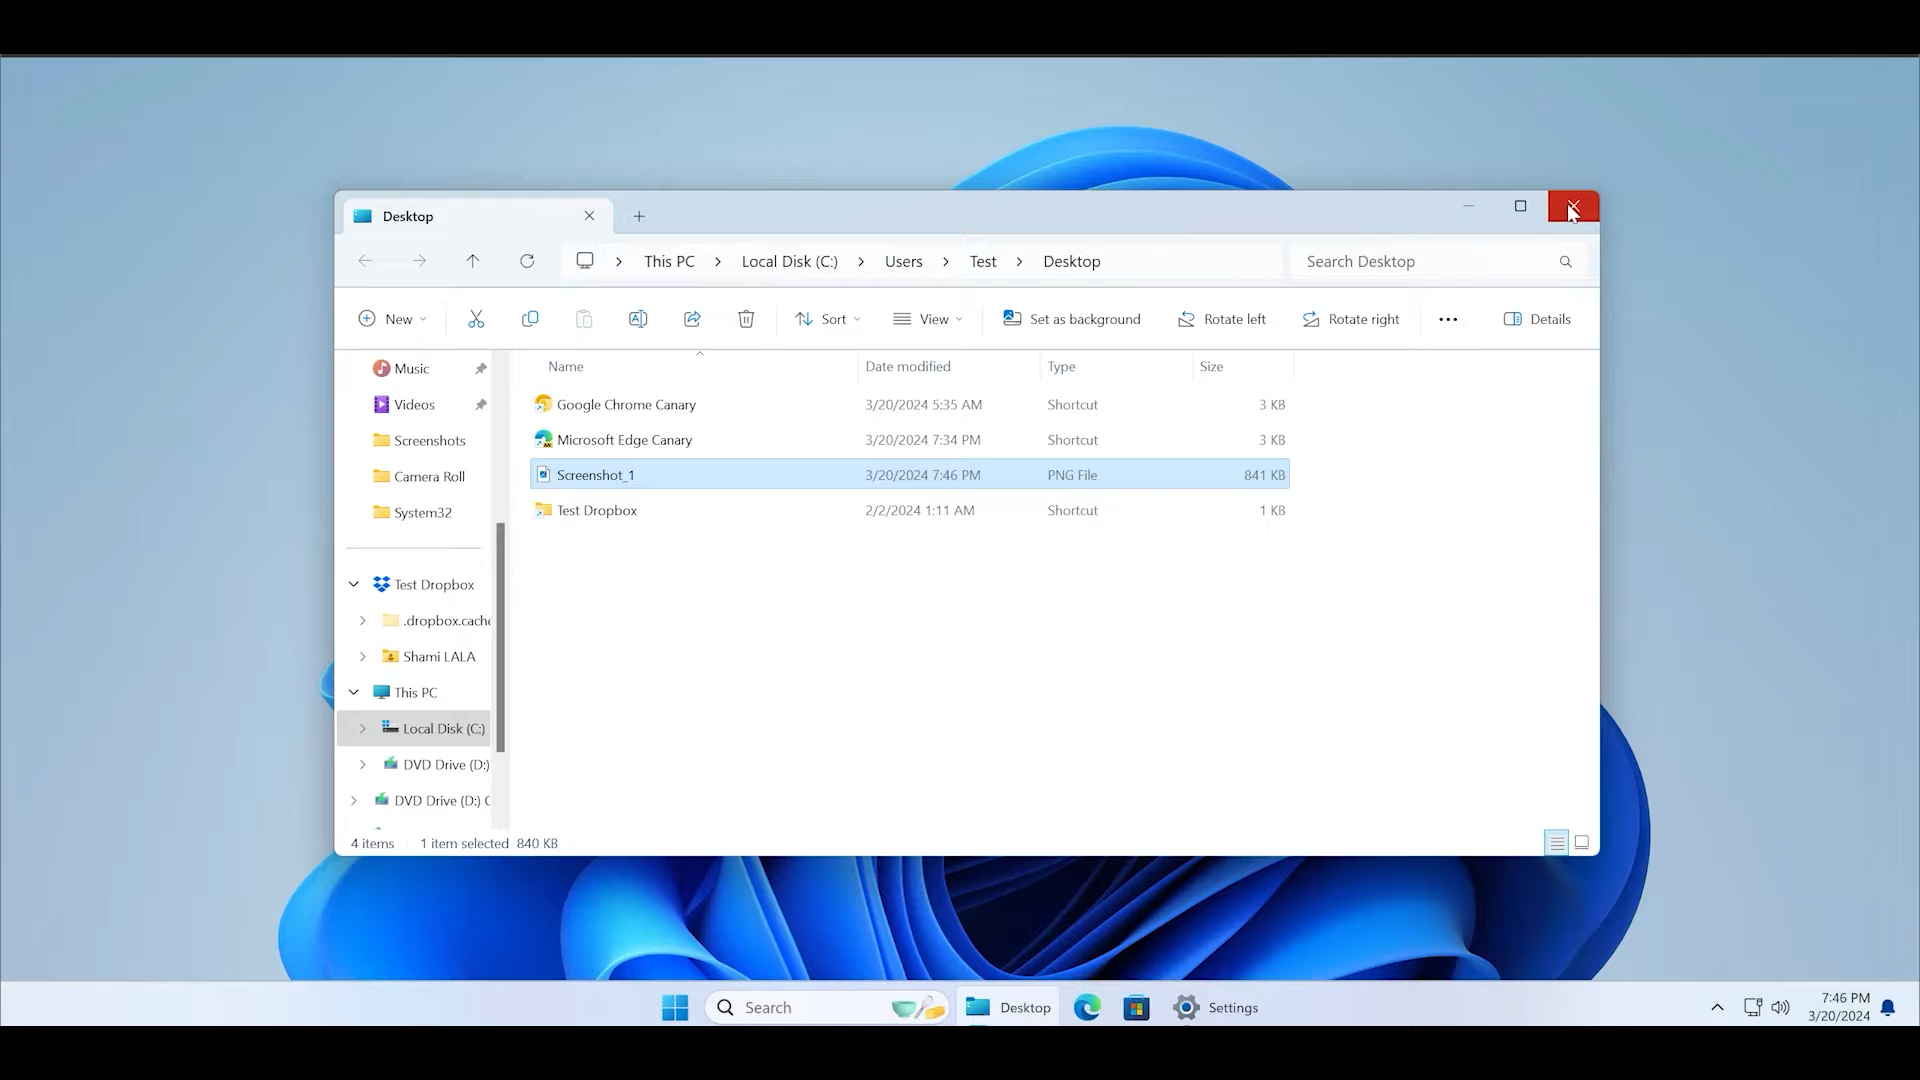 Desktop
This PC
Local Disk (C:)
Users
Test
Desktop
Search Desktop
New
Sort
View
Set as background
Rotate left
Rotate right
Details
Music
Videos
Screenshots
Camera Roll
System32
Test Dropbox
.dropbox.cache
Shami LALA
This PC
Local Disk (C:)
DVD Drive (D:)
DVD Drive (D:) C
Name Date modified Type Size
Google Chrome Canary 3/20/2024 5:35 AM Shortcut 3 KB
Microsoft Edge Canary 3/20/2024 7:34 PM Shortcut 3 KB
Screenshot_1 3/20/2024 7:46 PM PNG File 841 KB
Test Dropbox 2/2/2024 1:11 AM Shortcut 1 KB
4 items 1 item selected 840 KB
Search
Desktop
Settings
7:46 PM
3/20/2024